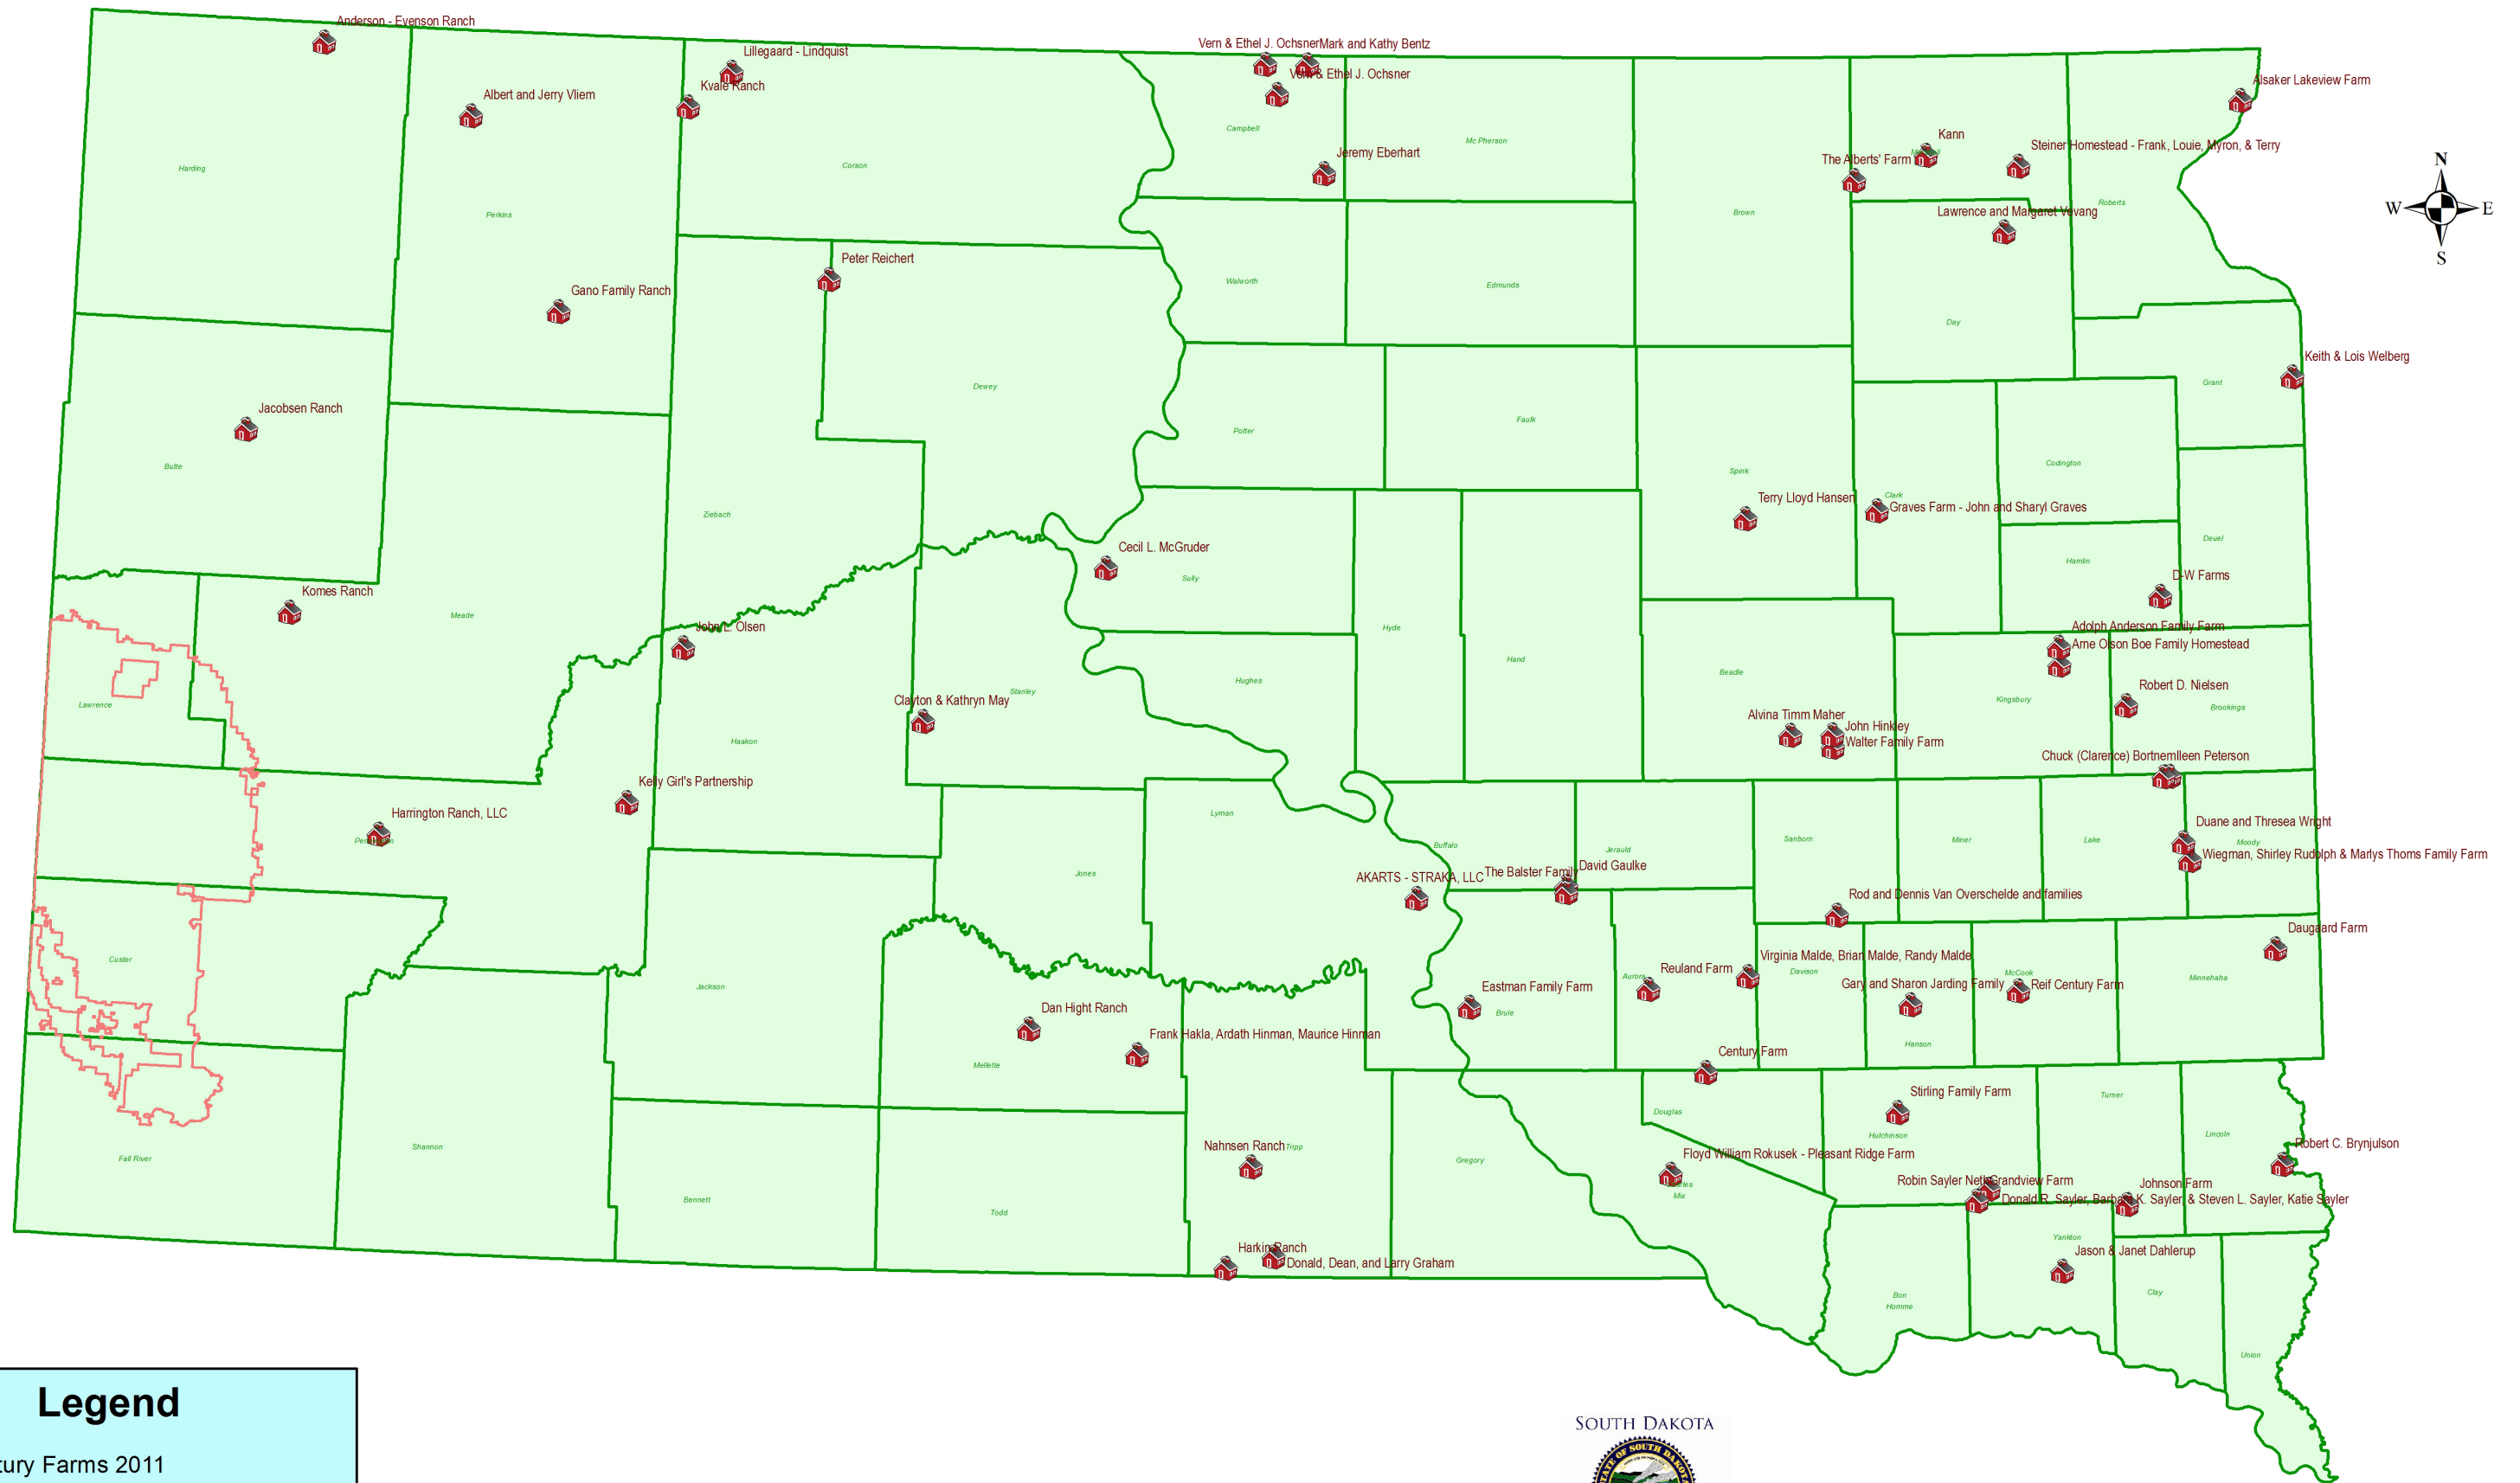 Anderson - Evenson Ranch
Lillegaard - Lindquist
Vern & Ethel J. Ochsner
Mark and Kathy Bentz
Vern & Ethel J. Ochsner
Alsaker Lakeview Farm
Albert and Jerry Vliem
Kvale Ranch
Campbell
Mc Pherson
Kann
Steiner Homestead - Frank, Louie, Myron, & Terry
Jeremy Eberhart
The Alberts' Farm
Harding
Corson
N
W
E
S
Perkins
Brown
Roberts
Lawrence and Margaret Vevang
Peter Reichert
Gano Family Ranch
Walworth
Edmunds
Day
Keith & Lois Welberg
Grant
Dewey
Jacobsen Ranch
Potter
Faulk
Butte
Spink
Codington
Terry Lloyd Hansen
Clark
Graves Farm - John and Sharyl Graves
Ziebach
Deuel
Cecil L. McGruder
Sully
Hamlin
D-W Farms
Komes Ranch
Meade
John L. Olsen
Hyde
Adolph Anderson Family Farm
Arne Olson Boe Family Homestead
Hand
Beadle
Hughes
Stanley
Clayton & Kathryn May
Kingsbury
Robert D. Nielsen
Brookings
Lawrence
Haakon
Alvina Timm Maher
John Hinkley
Walter Family Farm
Chuck (Clarence) Bortnem
Ileen Peterson
Kelly Girl's Partnership
Harrington Ranch, LLC
Lyman
Buffalo
Jerauld
Sanborn
Miner
Lake
Duane and Thresea Wright
Moody
Wiegman, Shirley Rudolph & Marlys Thoms Family Farm
Jones
AKARTS - STRAKA, LLC
The Balster Family
David Gaulke
Rod and Dennis Van Overschelde and families
Daugaard Farm
Custer
Jackson
Aurora
Reuland Farm
Virginia Malde, Brian Malde, Randy Malde
Davison
McCook
Minnehaha
Gary and Sharon Jarding Family
Reif Century Farm
Eastman Family Farm
Brule
Hanson
Dan Hight Ranch
Frank Hakla, Ardath Hinman, Maurice Hinman
Mellette
Century Farm
Stirling Family Farm
Turner
Douglas
Hutchinson
Lincoln
Fall River
Shannon
Nahnsen Ranch
Tripp
Gregory
Robert C. Brynjulson
Floyd William Rokusek - Pleasant Ridge Farm
Mix
Robin Sayler Neth
Grandview Farm
Johnson Farm
Donald R. Sayler, Barbara K. Sayler, & Steven L. Sayler, Katie Sayler
Bennett
Todd
Yankton
Harkin Ranch
Donald, Dean, and Larry Graham
Jason & Janet Dahlerup
Bon
Homme
Clay
Union
Legend
tury Farms 2011
SOUTH DAKOTA
STATE OF SOUTH DAKOTA